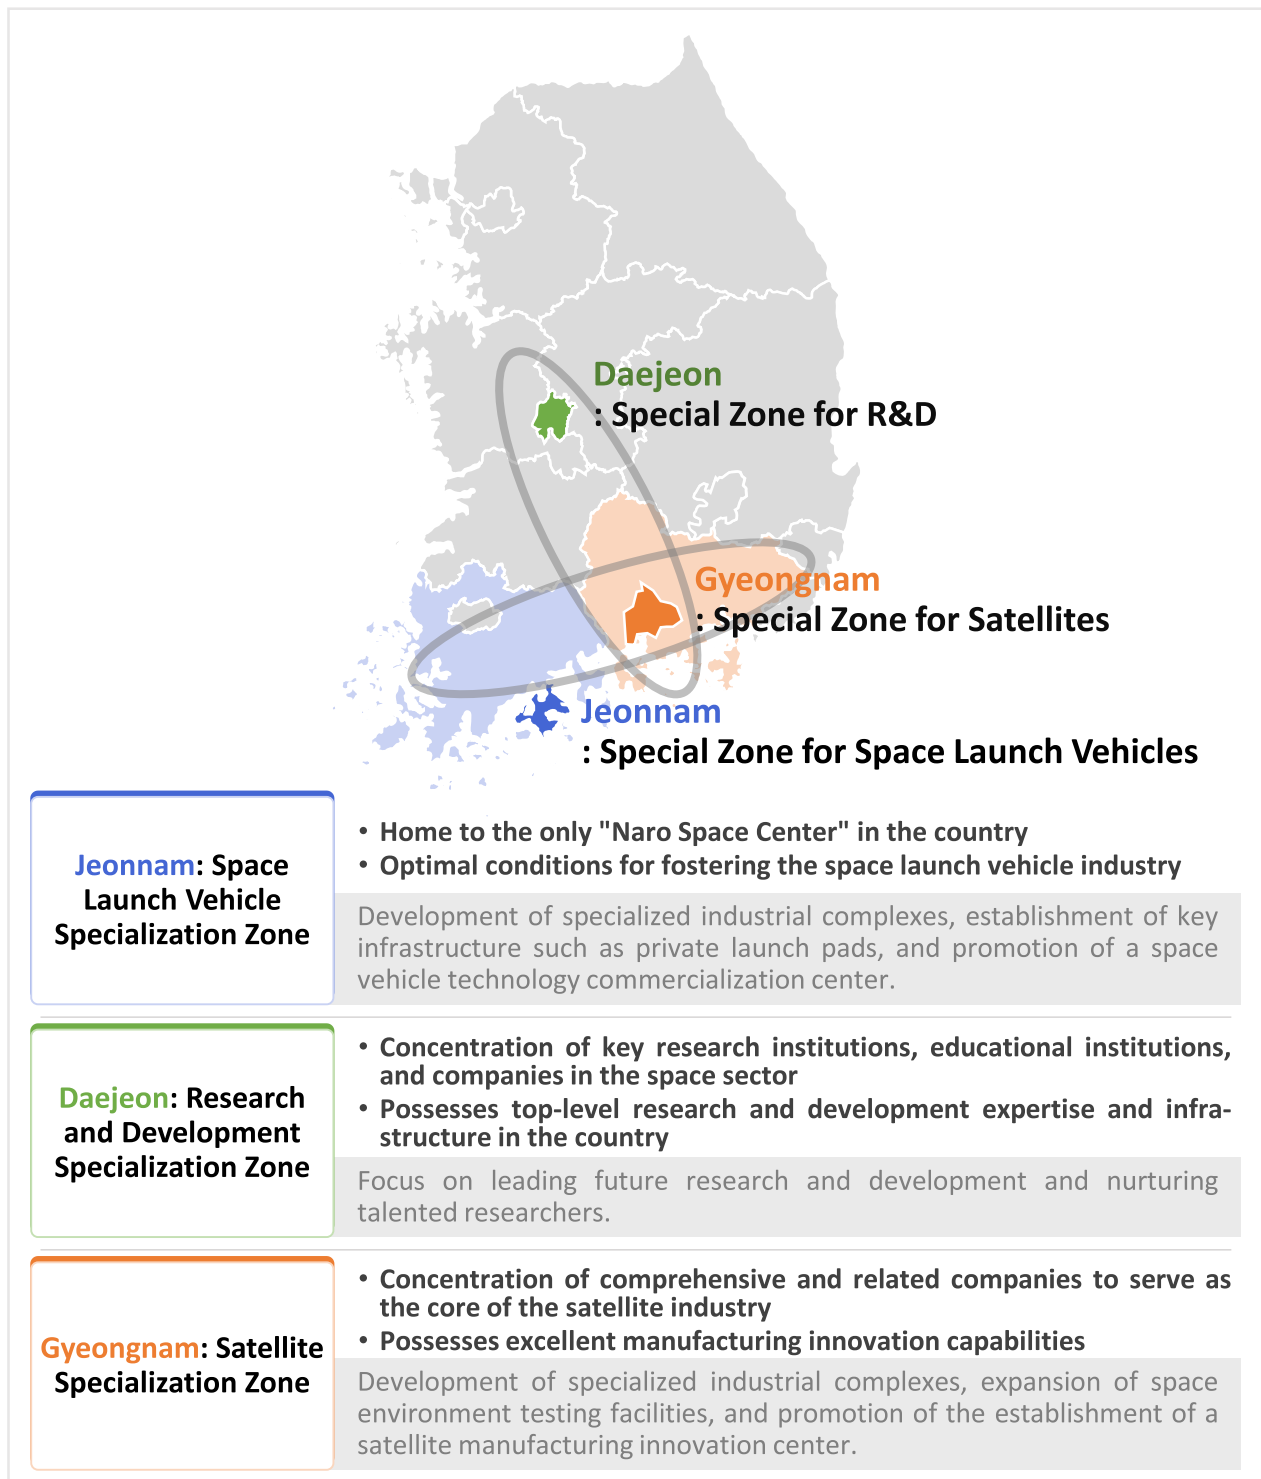 Daejeon
: Special Zone for R&D
Gyeongnam
: Special Zone for Satellites
Jeonnam
: Special Zone for Space Launch Vehicles
Jeonnam: Space
Launch Vehicle
Specialization Zone
• Home to the only "Naro Space Center" in the country
• Optimal conditions for fostering the space launch vehicle industry
Development of specialized industrial complexes, establishment of key
infrastructure such as private launch pads, and promotion of a space
vehicle technology commercialization center.
Daejeon: Research
and Development
Specialization Zone
• Concentration of key research institutions, educational institutions,
and companies in the space sector
• Possesses top-level research and development expertise and infra-
structure in the country
Focus on leading future research and development and nurturing
talented researchers.
Gyeongnam: Satellite
Specialization Zone
• Concentration of comprehensive and related companies to serve as
the core of the satellite industry
• Possesses excellent manufacturing innovation capabilities
Development of specialized industrial complexes, expansion of space
environment testing facilities, and promotion of the establishment of a
satellite manufacturing innovation center.